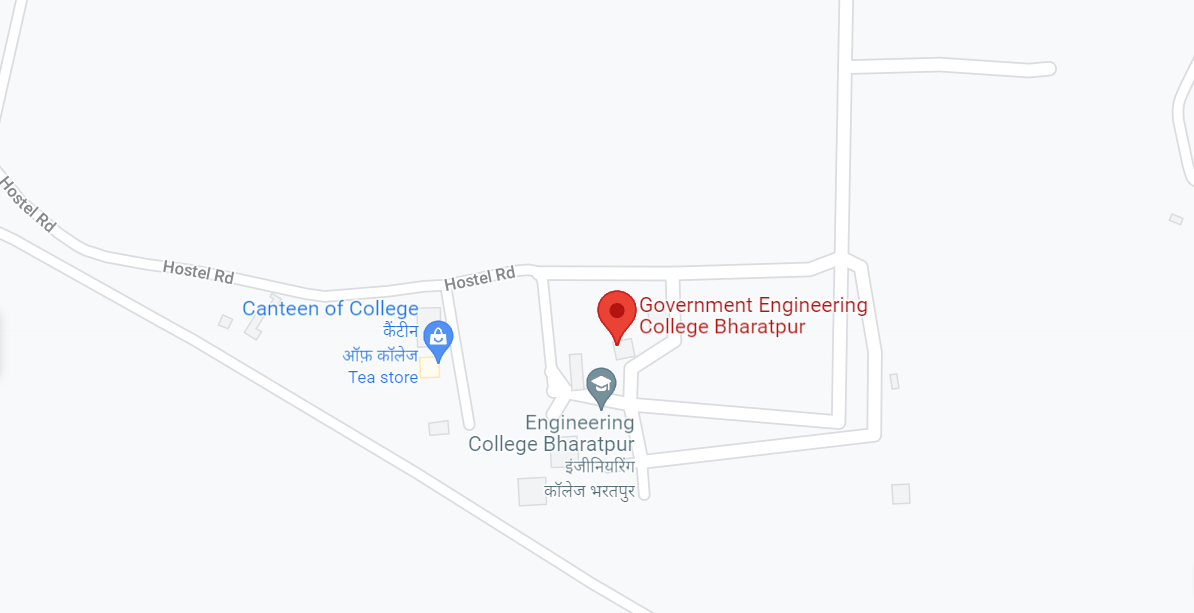 Hostel Rd
Hostel Rd
Hostel Rd
Canteen of College
कैंटीन
ऑफ़ कॉलेज
Tea store
Government Engineering
College Bharatpur
Engineering
College Bharatpur
इंजीनियरिंग
कॉलेज भरतपुर